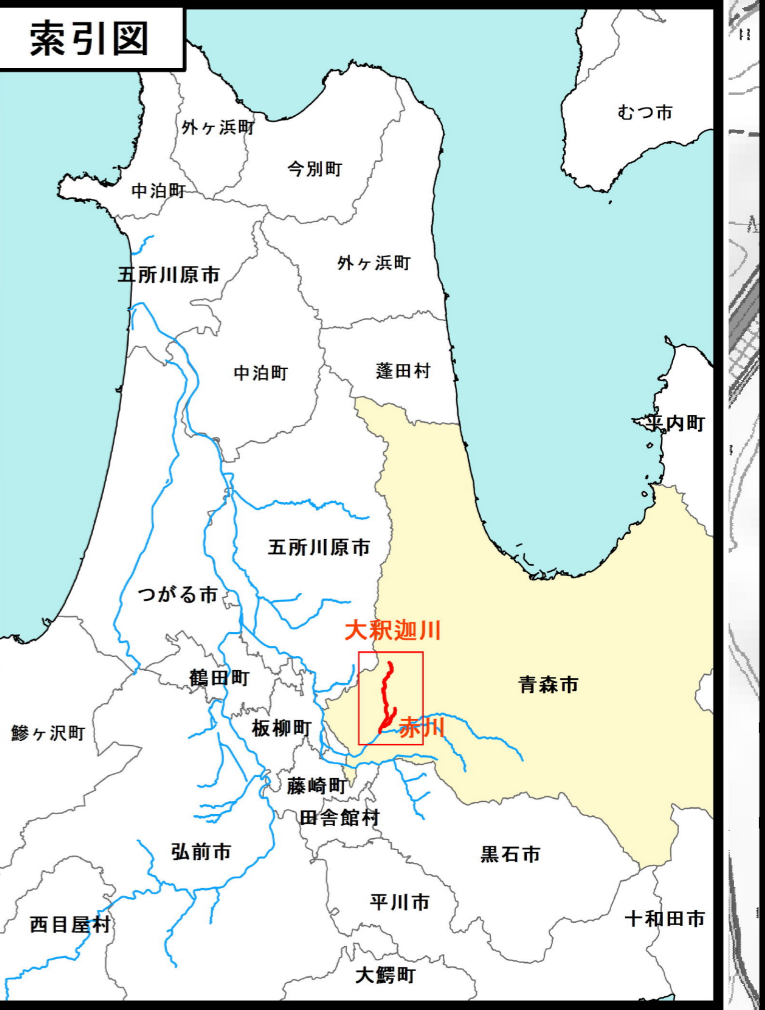 索引図
むつ市
外ヶ浜町
今別町
中泊町
外ヶ浜町
五所川原市
中泊町
蓬田村
平内町
五所川原市
つがる市
大釈迦川
鶴田町
青森市
赤川
板柳町
鰺ヶ沢町
藤崎町
田舎館村
弘前市
黒石市
平川市
西目屋村
十和田市
大鰐町